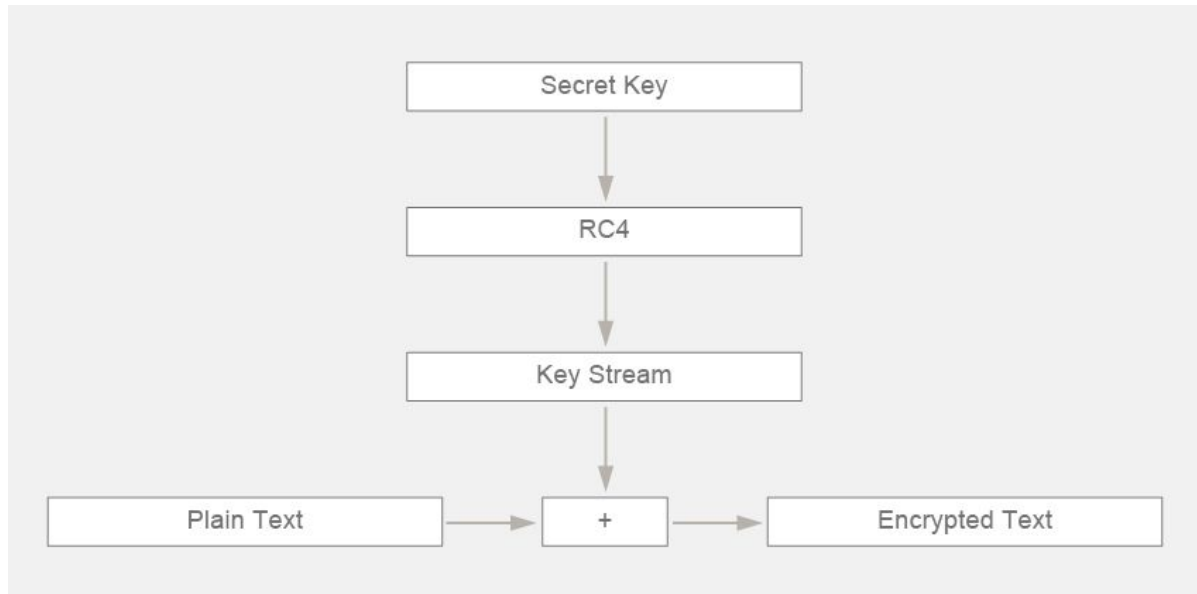 Secret Key
RC4
Key Stream
Plain Text
+
Encrypted Text